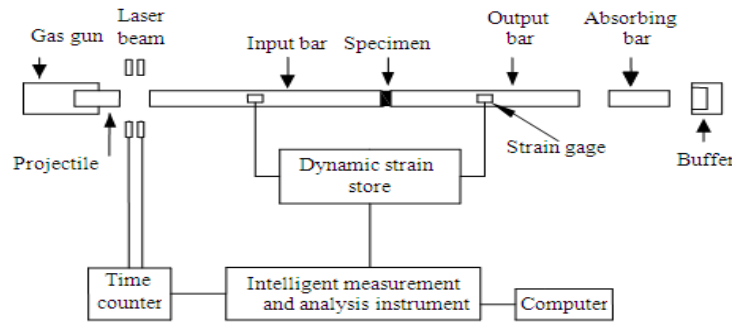 Gas gun
Laser
beam
Input bar
Specimen
Output
bar
Absorbing
bar
Projectile
Strain gage
Buffer
Dynamic strain
store
Time
counter
Intelligent measurement
and analysis instrument
Computer